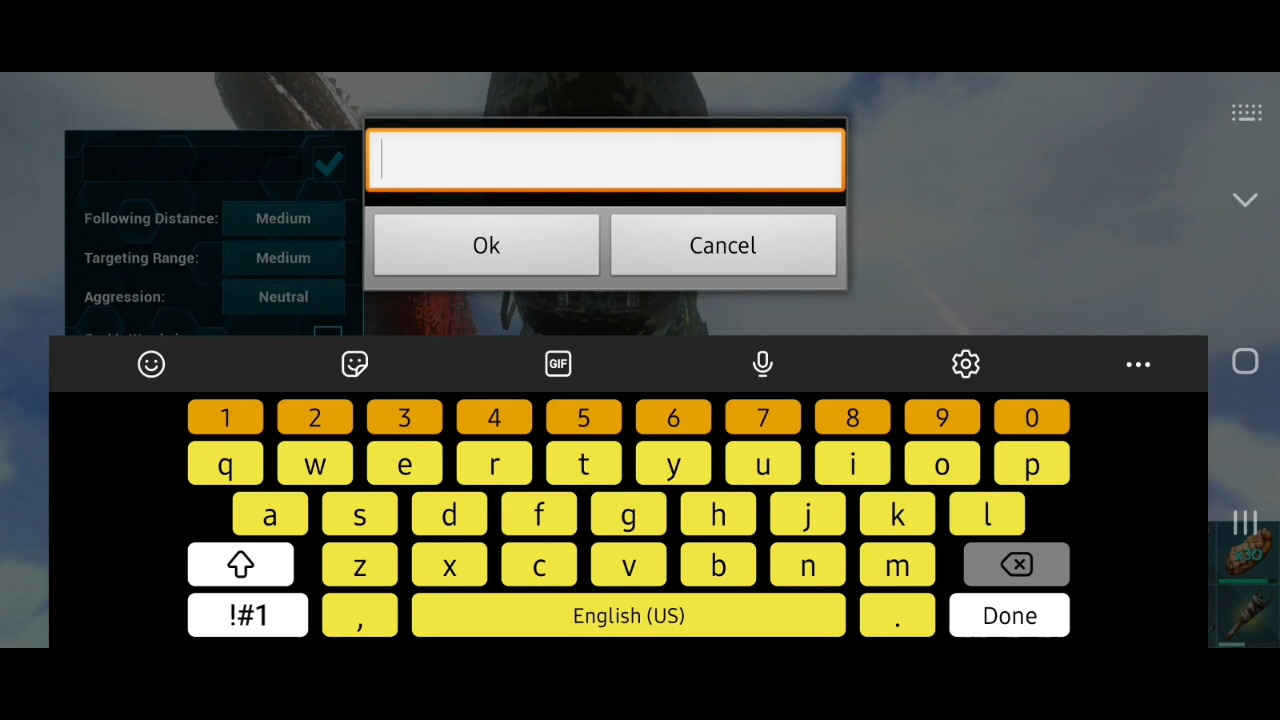 Following Distance: Medium
Targeting Range: Medium
Aggression: Neutral
Ok Cancel
GIF
1 2 3 4 5 6 7 8 9 0
q w e r t y u i o p
a s d f g h j k l
z x c v b n m
!#1 , English (US) . Done